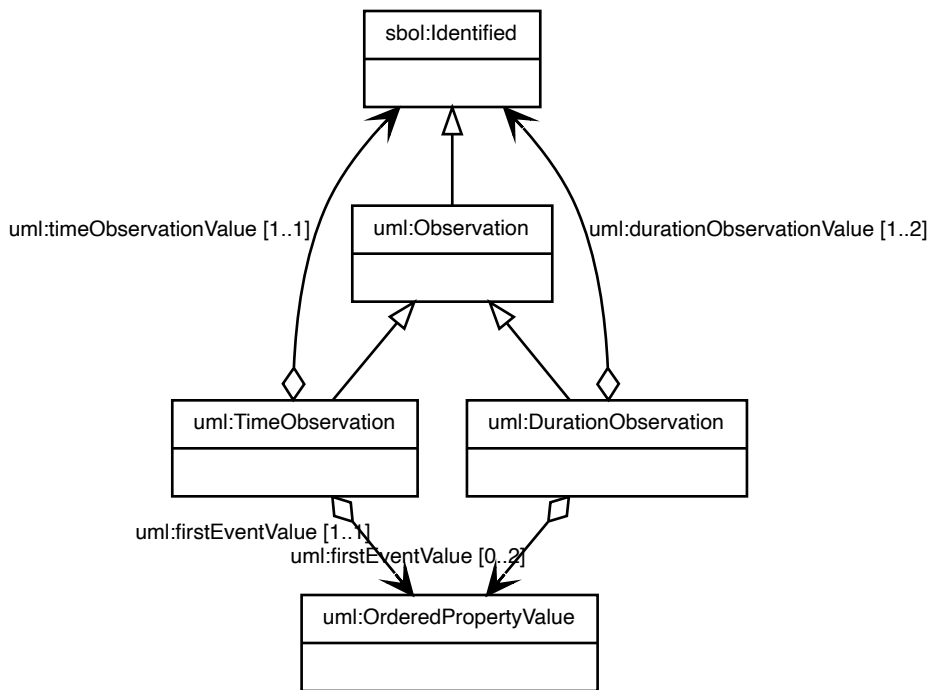 sbol:Identified
uml:Observation
uml:timeObservationValue [1..1]
uml:durationObservationValue [1..2]
uml:TimeObservation
uml:DurationObservation
uml:firstEventValue [1..1]
uml:firstEventValue [0..2]
uml:OrderedPropertyValue